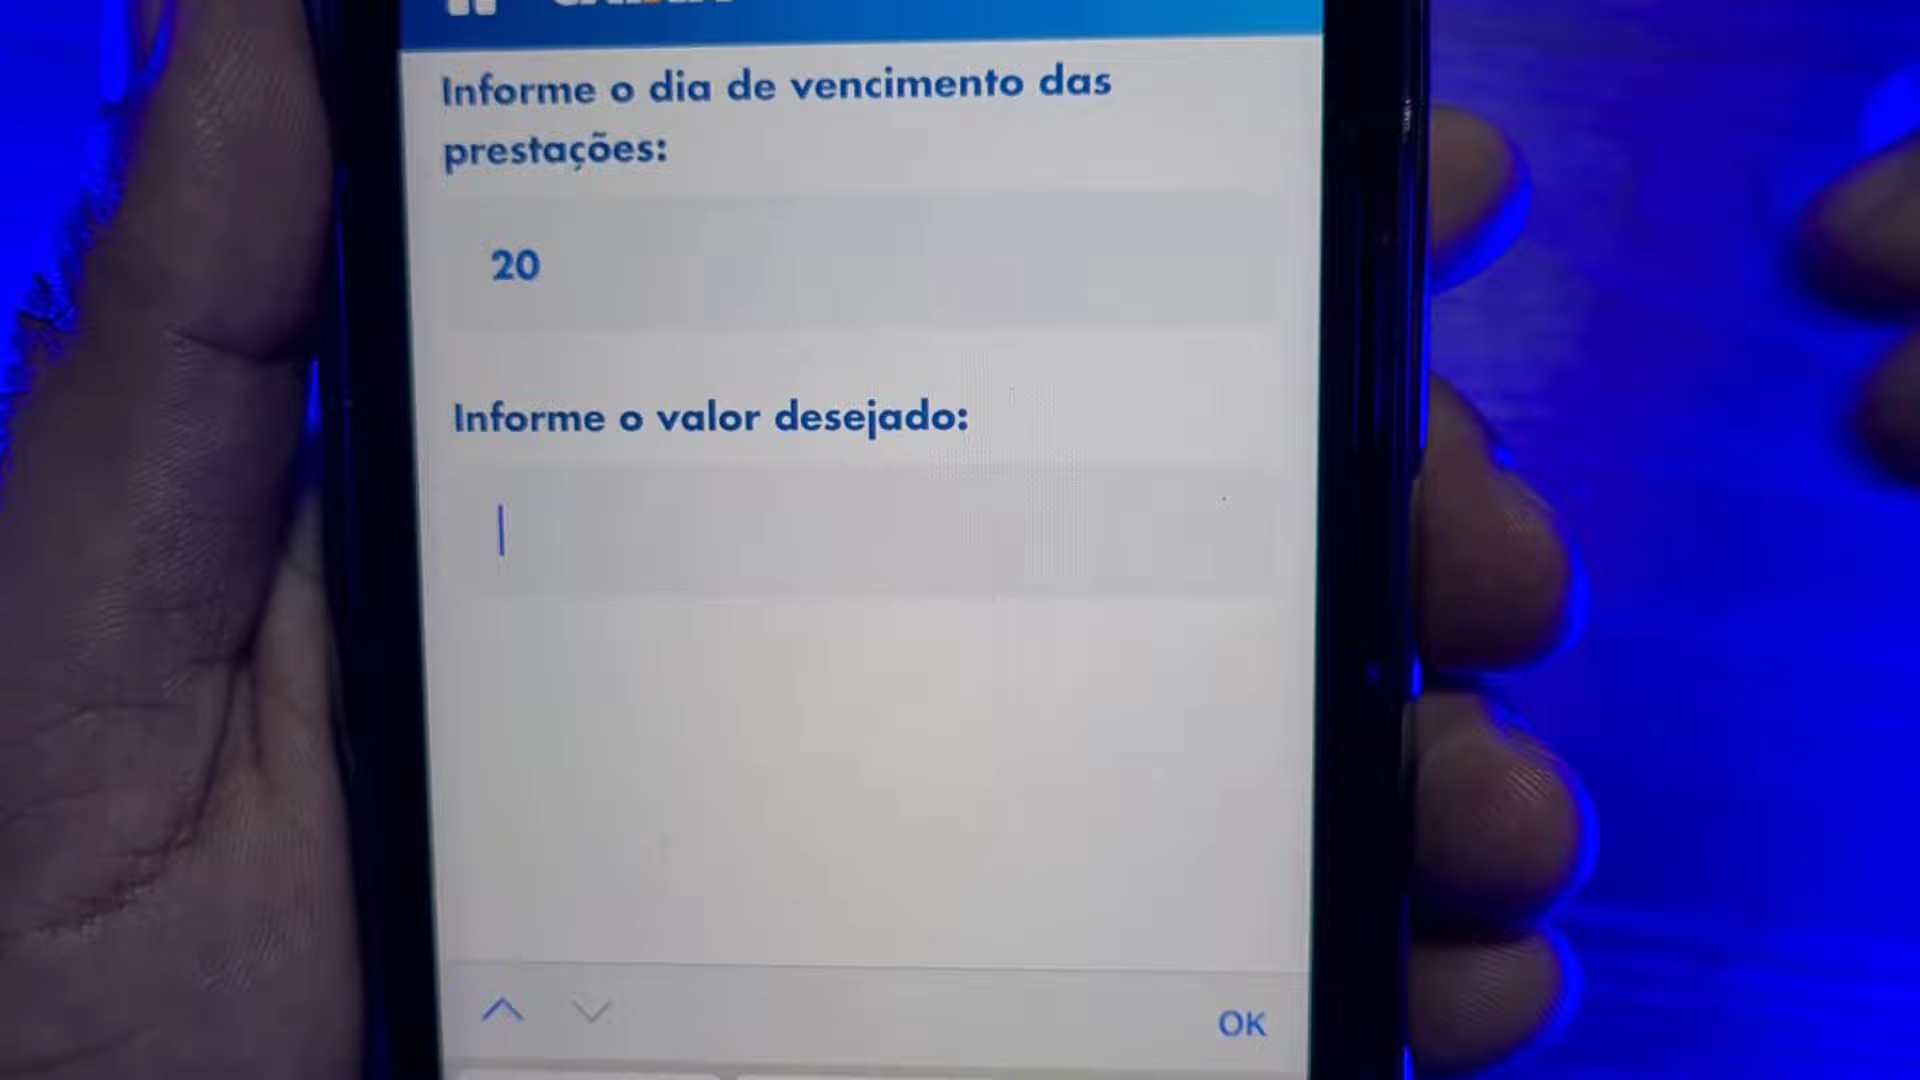 Informe o dia de vencimento das
prestações:
20
Informe o valor desejado:
OK